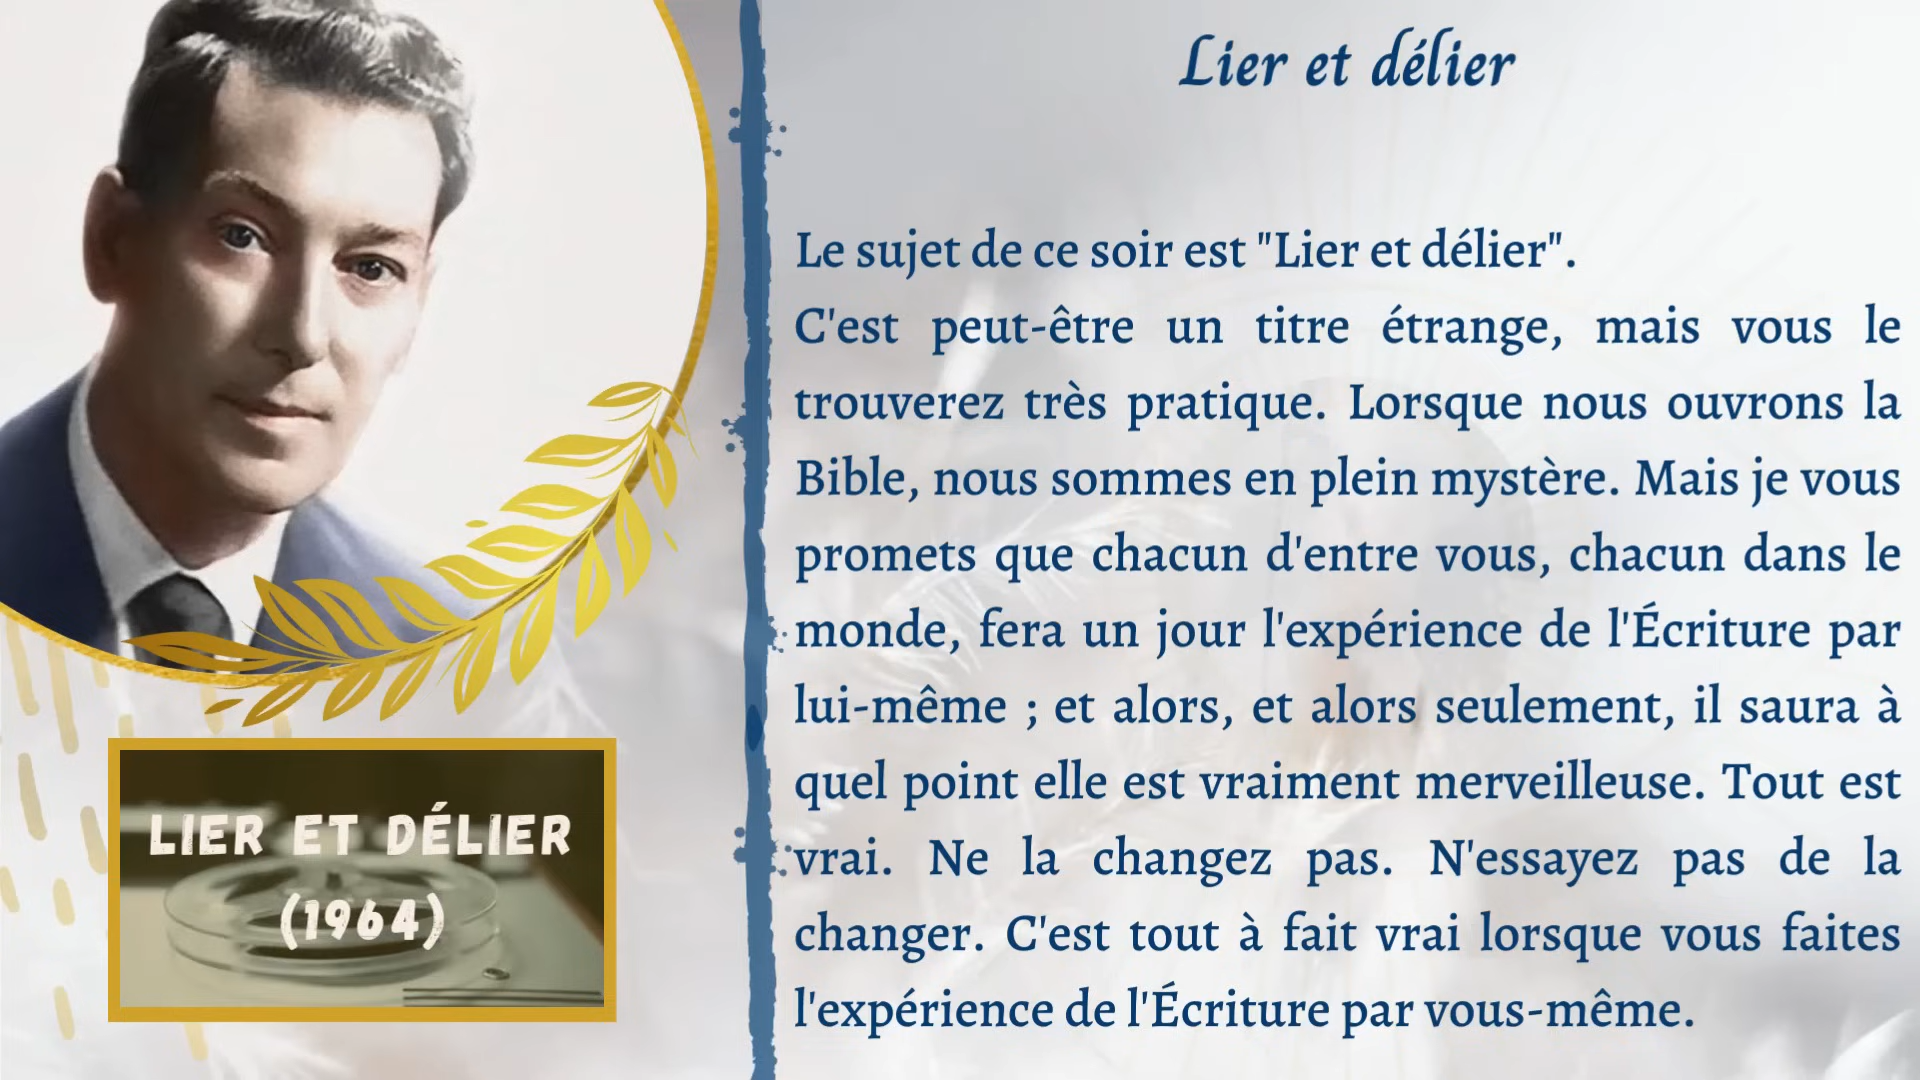 Lier et délier
Le sujet de ce soir est "Lier et délier".
C'est peut-être un titre étrange, mais vous le
trouverez très pratique. Lorsque nous ouvrons la
Bible, nous sommes en plein mystère. Mais je vous
promets que chacun d'entre vous, chacun dans le
monde, fera un jour l'expérience de l'Écriture par
lui-même ; et alors, et alors seulement, il saura à
quel point elle est vraiment merveilleuse. Tout est
vrai. Ne la changez pas. N'essayez pas de la
changer. C'est tout à fait vrai lorsque vous faites
l'expérience de l'Écriture par vous-même.
LIER ET DÉLIER
(1964)